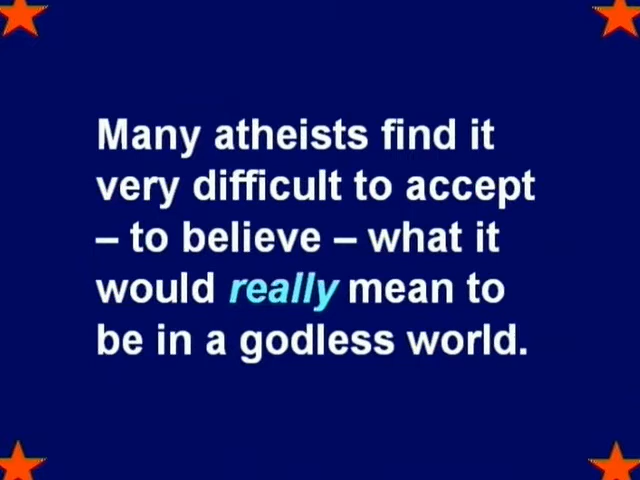 Many atheists find it
very difficult to accept
– to believe – what it
would really mean to
be in a godless world.